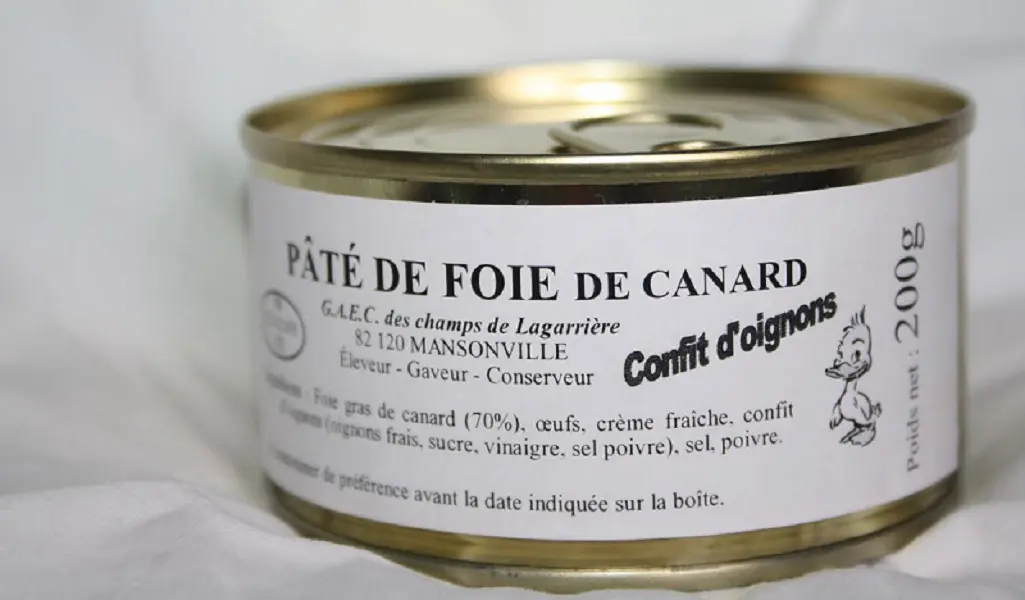 PÂTÉ DE FOIE DE CANARD
G.A.E.C. des champs de Lagarrière
82 120 MANSONVILLE
Éleveur - Gaveur - Conserveur
Confit d'oignons
Foie gras de canard (70%), œufs, crème fraîche, confit
d'oignons (oignons frais, sucre, vinaigre, sel poivre), sel, poivre.
de préférence avant la date indiquée sur la boîte.
Poids net : 200g